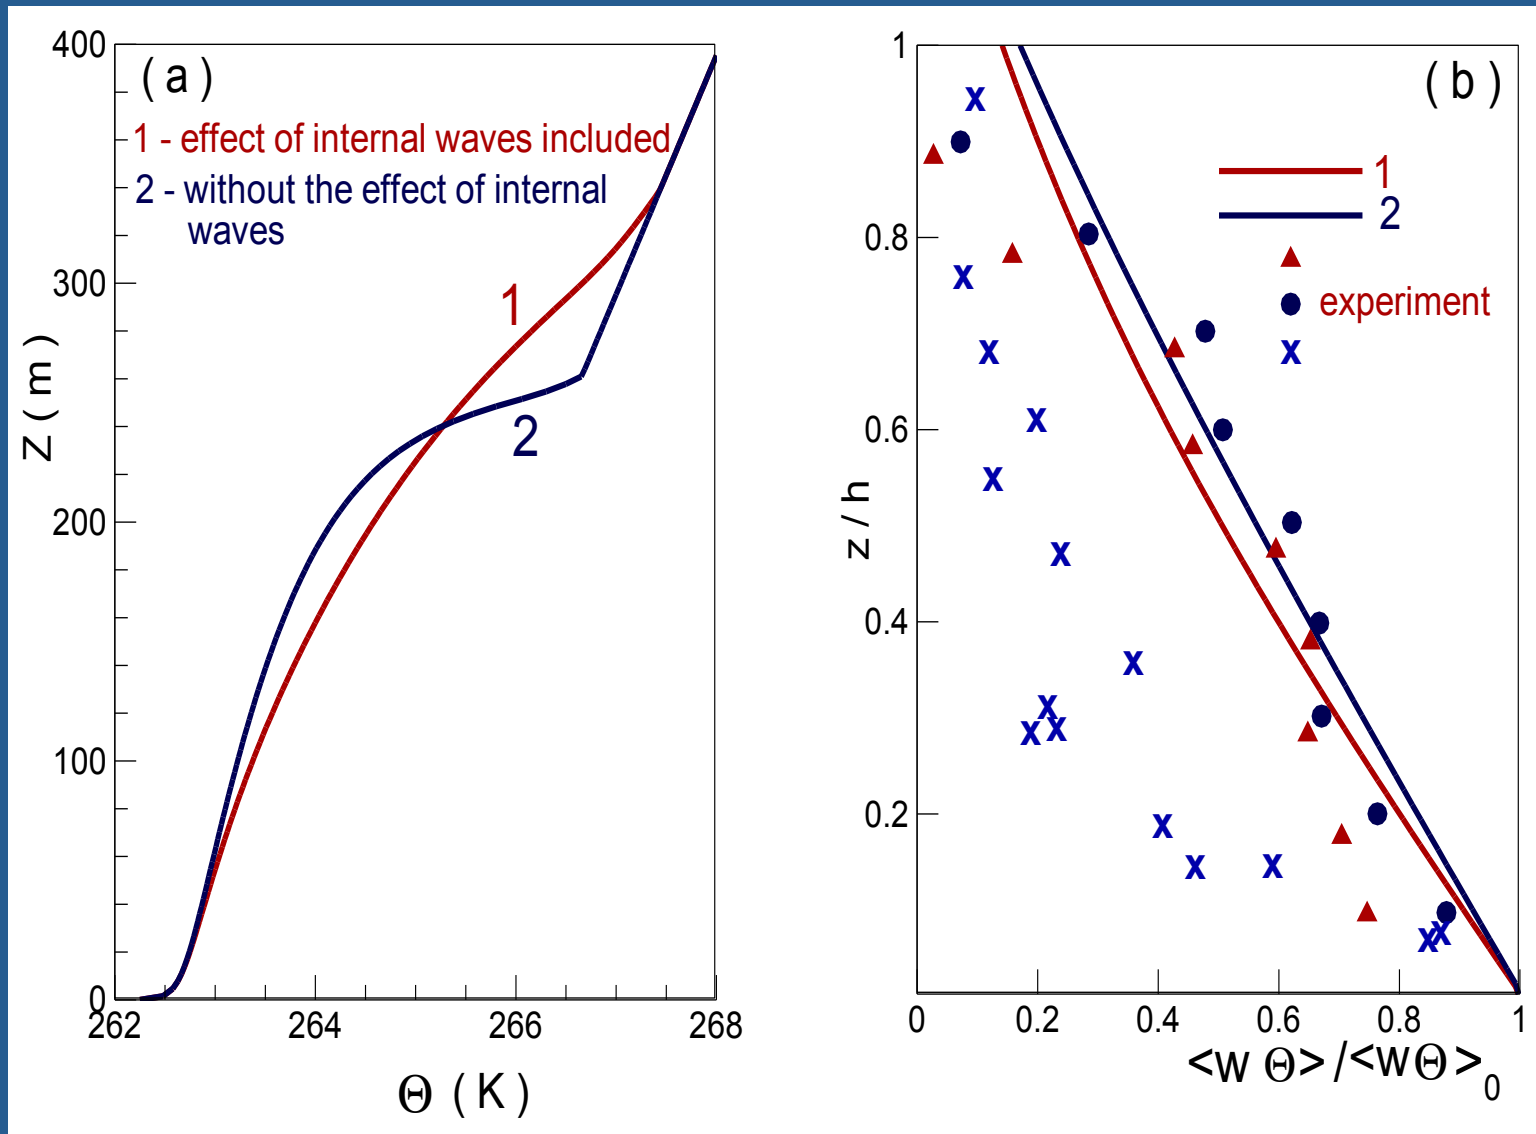 ( a )
1 - effect of internal waves included
2 - without the effect of internal
waves
400
300
200
100
0
Z ( m )
1
2
262
264
266
268
Θ ( K )
( b )
1
2
experiment
1
0.8
0.6
0.4
0.2
z / h
0
0.2
0.4
0.6
0.8
1
<w Θ> /<wΘ>0